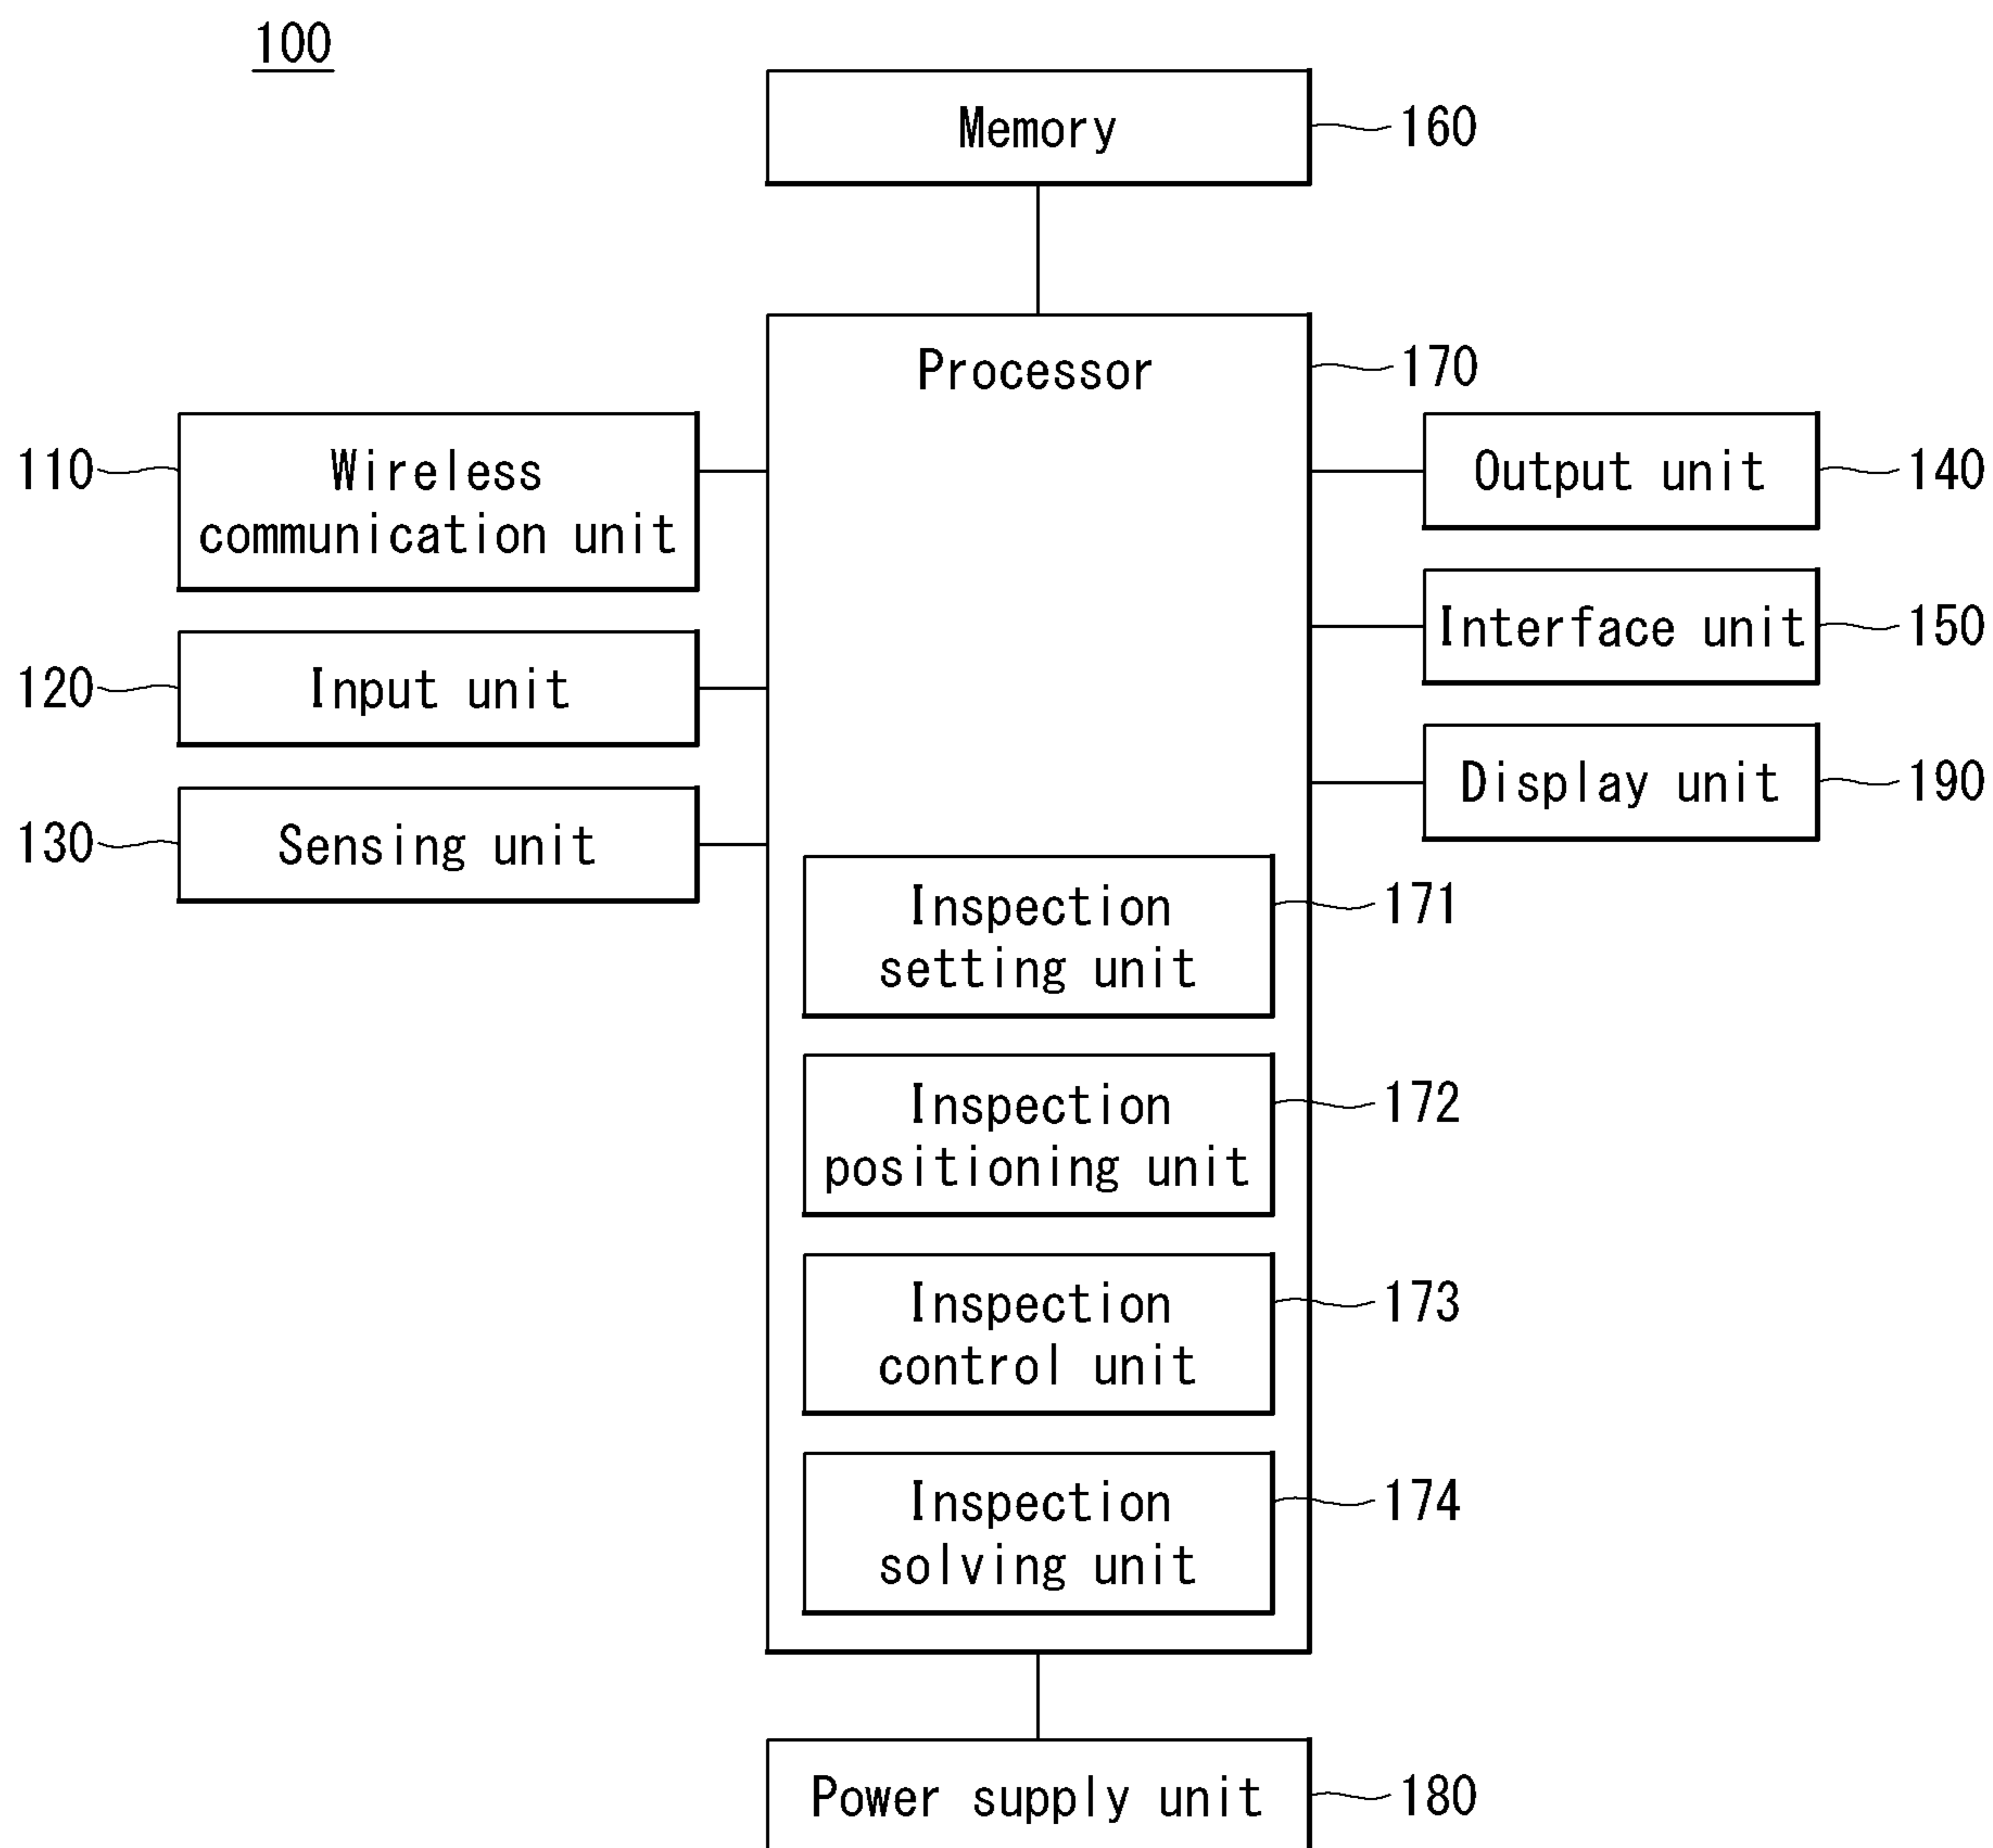 100
Memory
160
Processor
170
110
Wireless
communication unit
Output unit
140
Interface unit
150
120
Input unit
Display unit
190
130
Sensing unit
Inspection
setting unit
171
Inspection
positioning unit
172
Inspection
control unit
173
Inspection
solving unit
174
Power supply unit
180